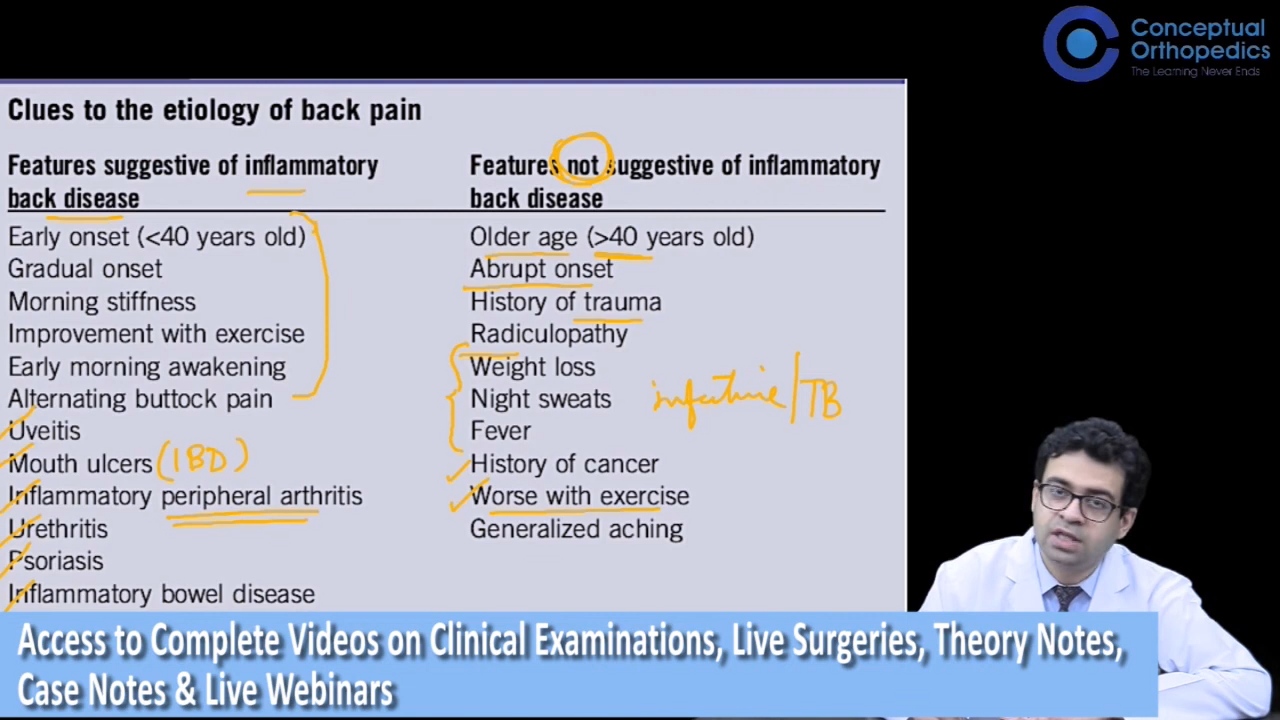 Conceptual
Orthopedics
The Learning Never Ends
Clues to the etiology of back pain
Features suggestive of inflammatory
back disease
Early onset (<40 years old)
Gradual onset
Morning stiffness
Improvement with exercise
Early morning awakening
Alternating buttock pain
Uveitis
Mouth ulcers (IBD)
Inflammatory peripheral arthritis
Urethritis
Psoriasis
Inflammatory bowel disease
Features not suggestive of inflammatory
back disease
Older age (>40 years old)
Abrupt onset
History of trauma
Radiculopathy
Weight loss
Night sweats
Fever
infective/TB
History of cancer
Worse with exercise
Generalized aching
Access to Complete Videos on Clinical Examinations, Live Surgeries, Theory Notes,
Case Notes & Live Webinars